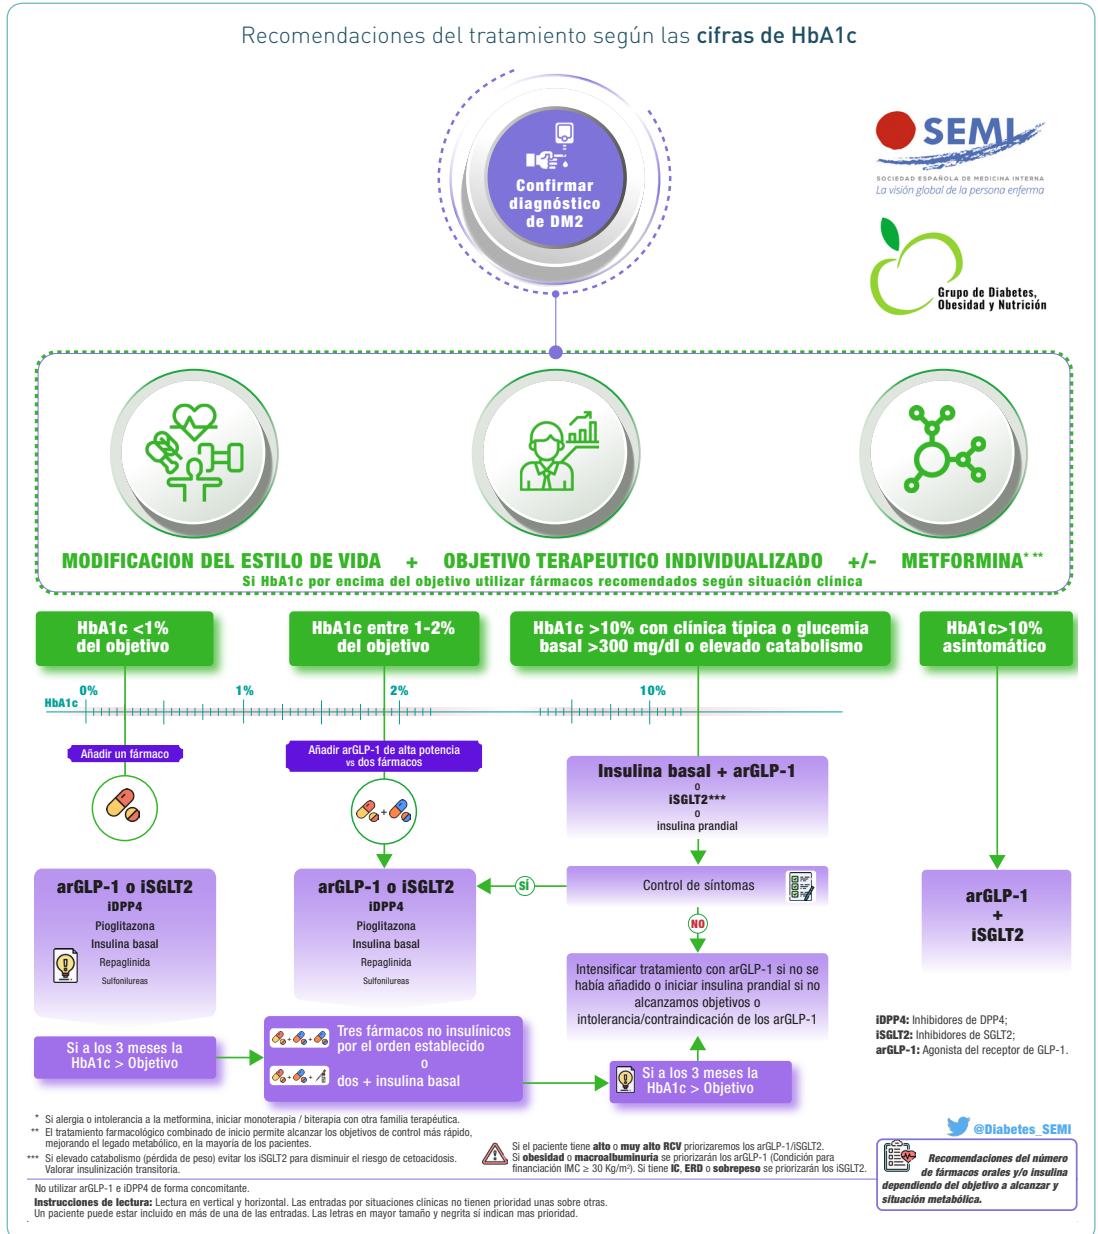 Recomendaciones del tratamiento según las cifras de HbA1c
Confirmar
diagnóstico
de DM2
SEMI
SOCIEDAD ESPAÑOLA DE MEDICINA INTERNA
La visión global de la persona enferma
Grupo de Diabetes,
Obesidad y Nutrición
MODIFICACION DEL ESTILO DE VIDA + OBJETIVO TERAPEUTICO INDIVIDUALIZADO +/- METFORMINA* **
Si HbA1c por encima del objetivo utilizar fármacos recomendados según situación clínica
HbA1c <1%
del objetivo
HbA1c entre 1-2%
del objetivo
HbA1c >10% con clínica típica o glucemia
basal >300 mg/dl o elevado catabolismo
HbA1c>10%
asintomático
HbA1c
0%
1%
2%
10%
Añadir un fármaco
Añadir arGLP-1 de alta potencia
vs dos fármacos
Insulina basal + arGLP-1
o
iSGLT2***
o
insulina prandial
arGLP-1 o iSGLT2
iDPP4
Pioglitazona
Insulina basal
Repaglinida
Sulfonilureas
arGLP-1 o iSGLT2
iDPP4
Pioglitazona
Insulina basal
Repaglinida
Sulfonilureas
SÍ
Control de síntomas
NO
arGLP-1
+
iSGLT2
Intensificar tratamiento con arGLP-1 si no se
había añadido o iniciar insulina prandial si no
alcanzamos objetivos o
intolerancia/contraindicación de los arGLP-1
iDPP4: Inhibidores de DPP4;
iSGLT2: Inhibidores de SGLT2;
arGLP-1: Agonista del receptor de GLP-1.
Si a los 3 meses la
HbA1c > Objetivo
Tres fármacos no insulínicos
por el orden establecido
o
dos + insulina basal
Si a los 3 meses la
HbA1c > Objetivo
* Si alergia o intolerancia a la metformina, iniciar monoterapia / biterapia con otra familia terapéutica.
** El tratamiento farmacológico combinado de inicio permite alcanzar los objetivos de control más rápido,
mejorando el legado metabólico, en la mayoría de los pacientes.
*** Si elevado catabolismo (pérdida de peso) evitar los iSGLT2 para disminuir el riesgo de cetoacidosis.
Valorar insulinización transitoria.
Si el paciente tiene alto o muy alto RCV priorizaremos los arGLP-1/iSGLT2.
Si obesidad o macroalbuminuria se priorizarán los arGLP-1 (Condición para
financiación IMC ≥ 30 Kg/m²). Si tiene IC, ERD o sobrepeso se priorizarán los iSGLT2.
@Diabetes_SEMI
Recomendaciones del número
de fármacos orales y/o insulina
dependiendo del objetivo a alcanzar y
situación metabólica.
No utilizar arGLP-1 e iDPP4 de forma concomitante.
Instrucciones de lectura: Lectura en vertical y horizontal. Las entradas por situaciones clínicas no tienen prioridad unas sobre otras.
Un paciente puede estar incluido en más de una de las entradas. Las letras en mayor tamaño y negrita sí indican mas prioridad.